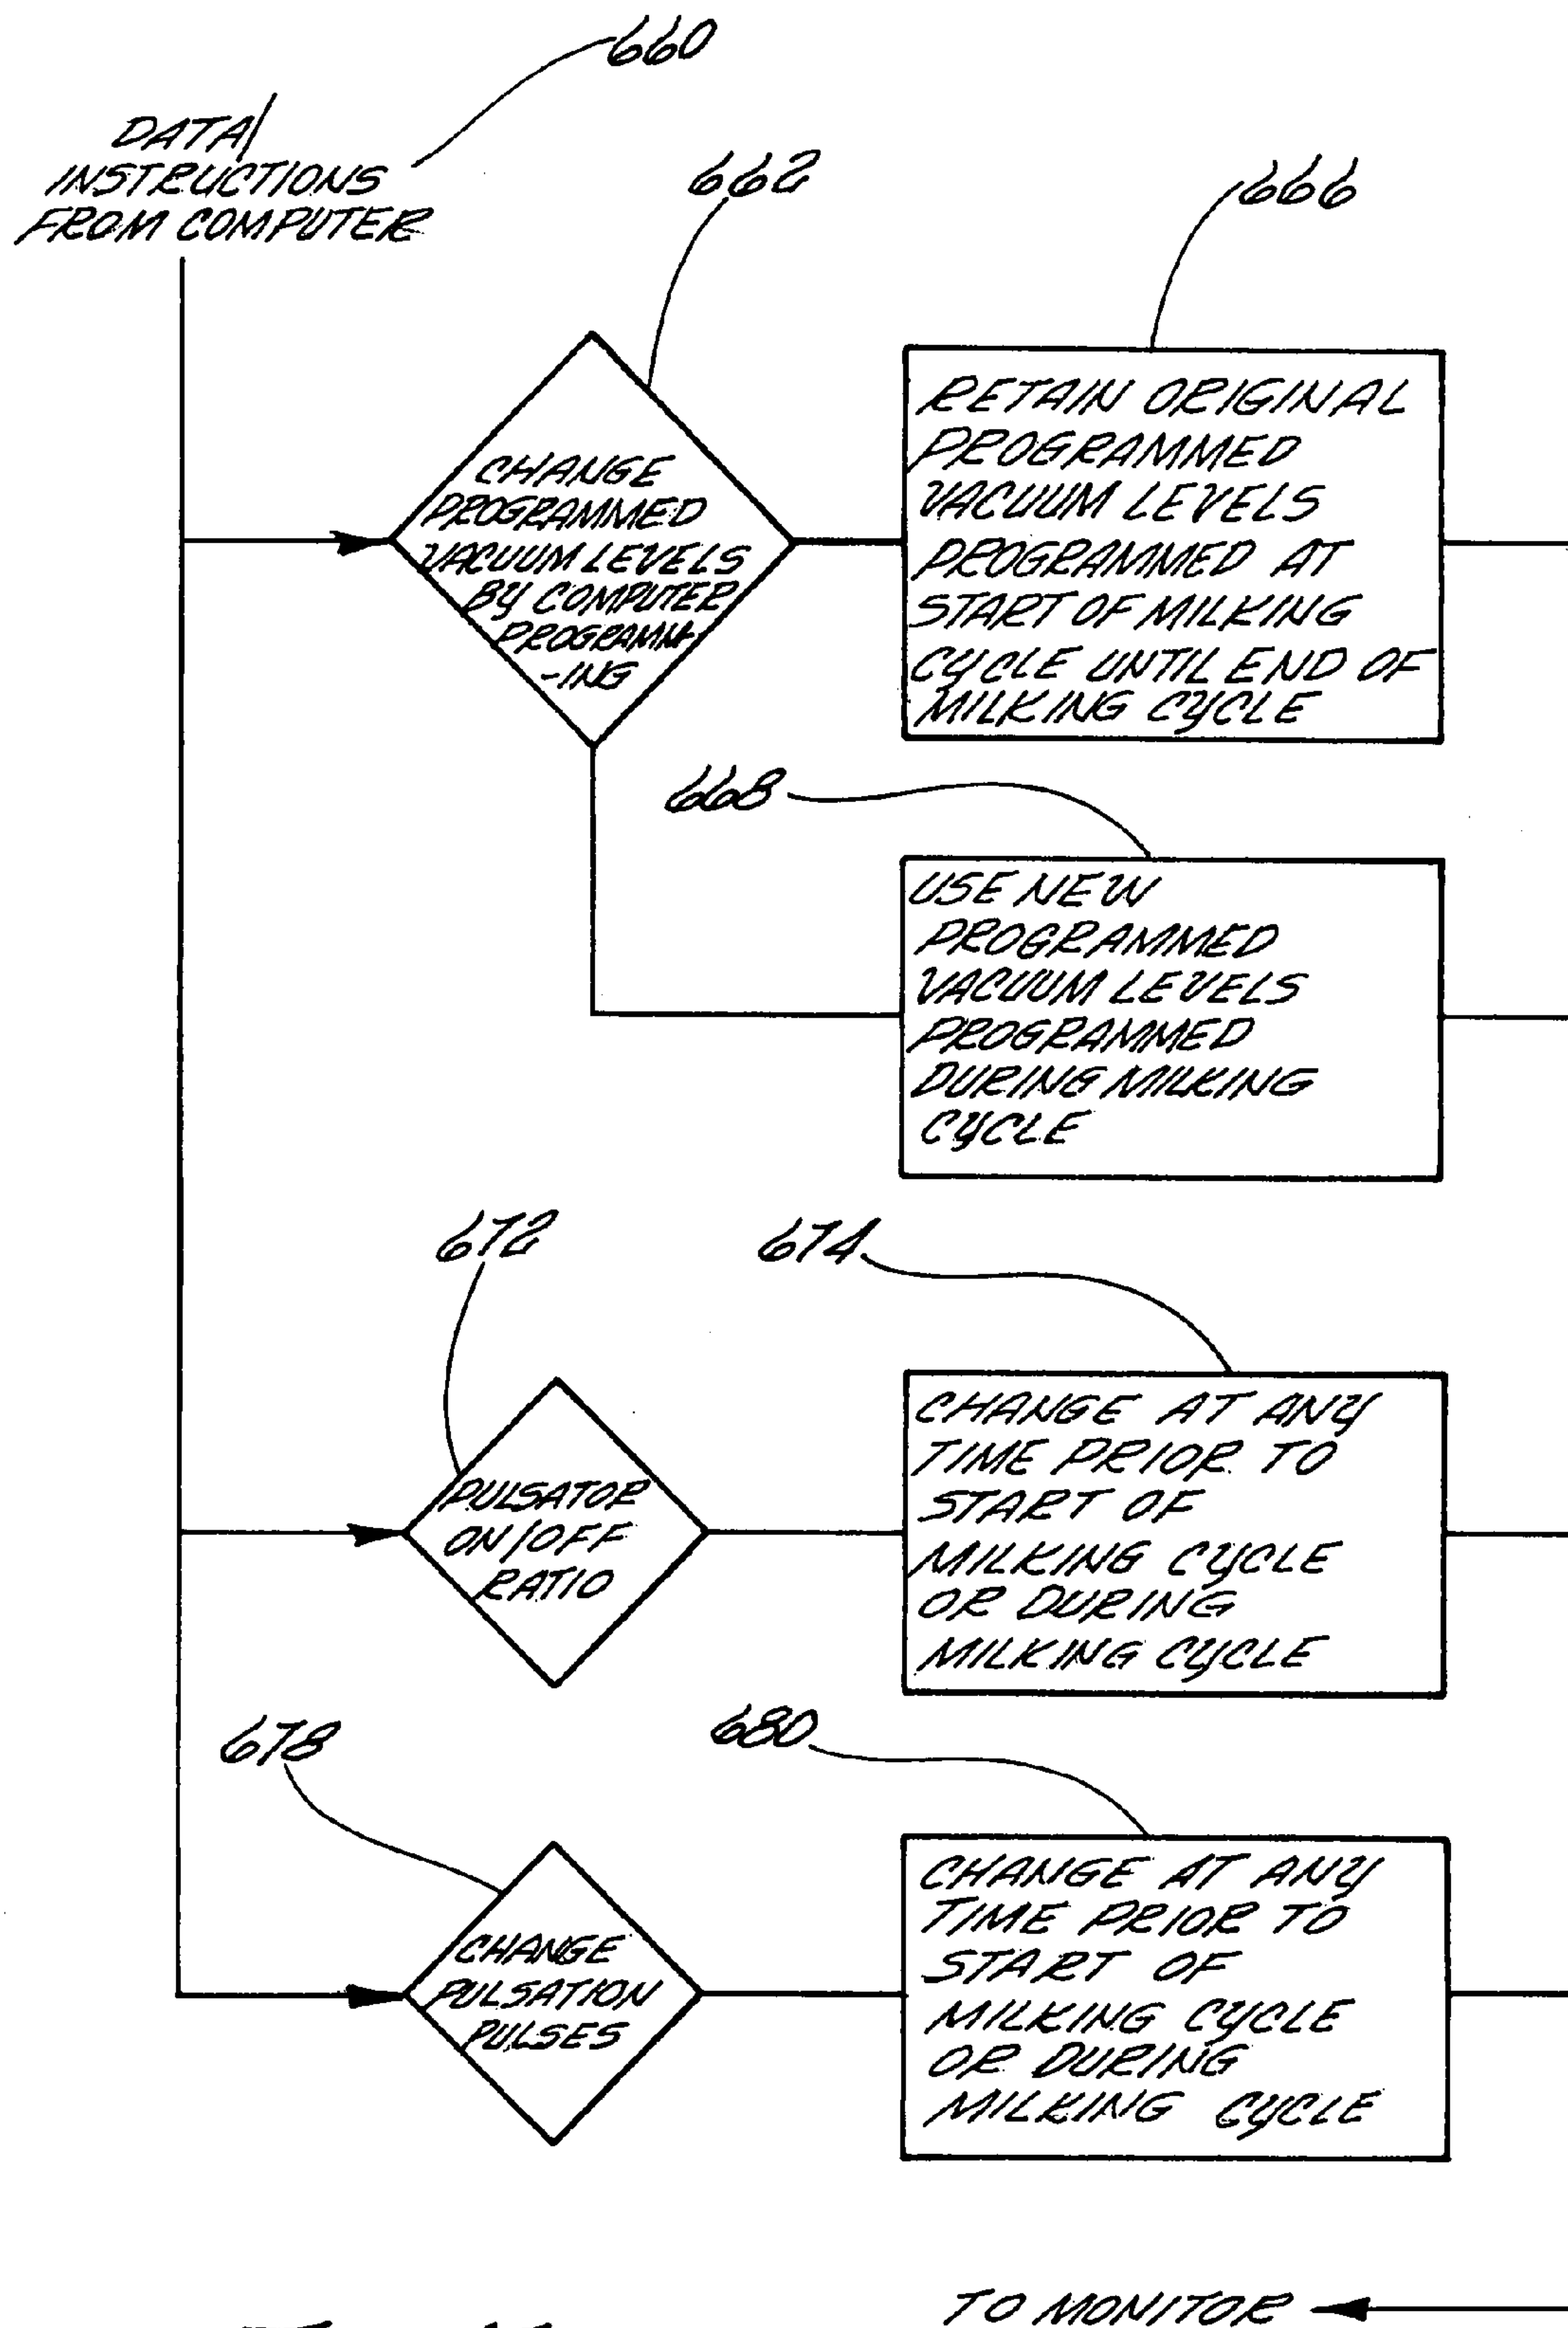 660
DATA/
INSTRUCTIONS
FROM COMPUTER
662
666
CHANGE
PROGRAMMED
VACUUM LEVELS
BY COMPUTER
PROGRAMM
-ING
RETAIN ORIGINAL
PROGRAMMED
VACUUM LEVELS
PROGRAMMED AT
START OF MILKING
CYCLE UNTIL END OF
MILKING CYCLE
668
USE NEW
PROGRAMMED
VACUUM LEVELS
PROGRAMMED
DURING MILKING
CYCLE
672
674
PULSATOR
ON/OFF
RATIO
CHANGE AT ANY
TIME PRIOR TO
START OF
MILKING CYCLE
OR DURING
MILKING CYCLE
678
680
CHANGE
PULSATION
PULSES
CHANGE AT ANY
TIME PRIOR TO
START OF
MILKING CYCLE
OR DURING
MILKING CYCLE
TO MONITOR